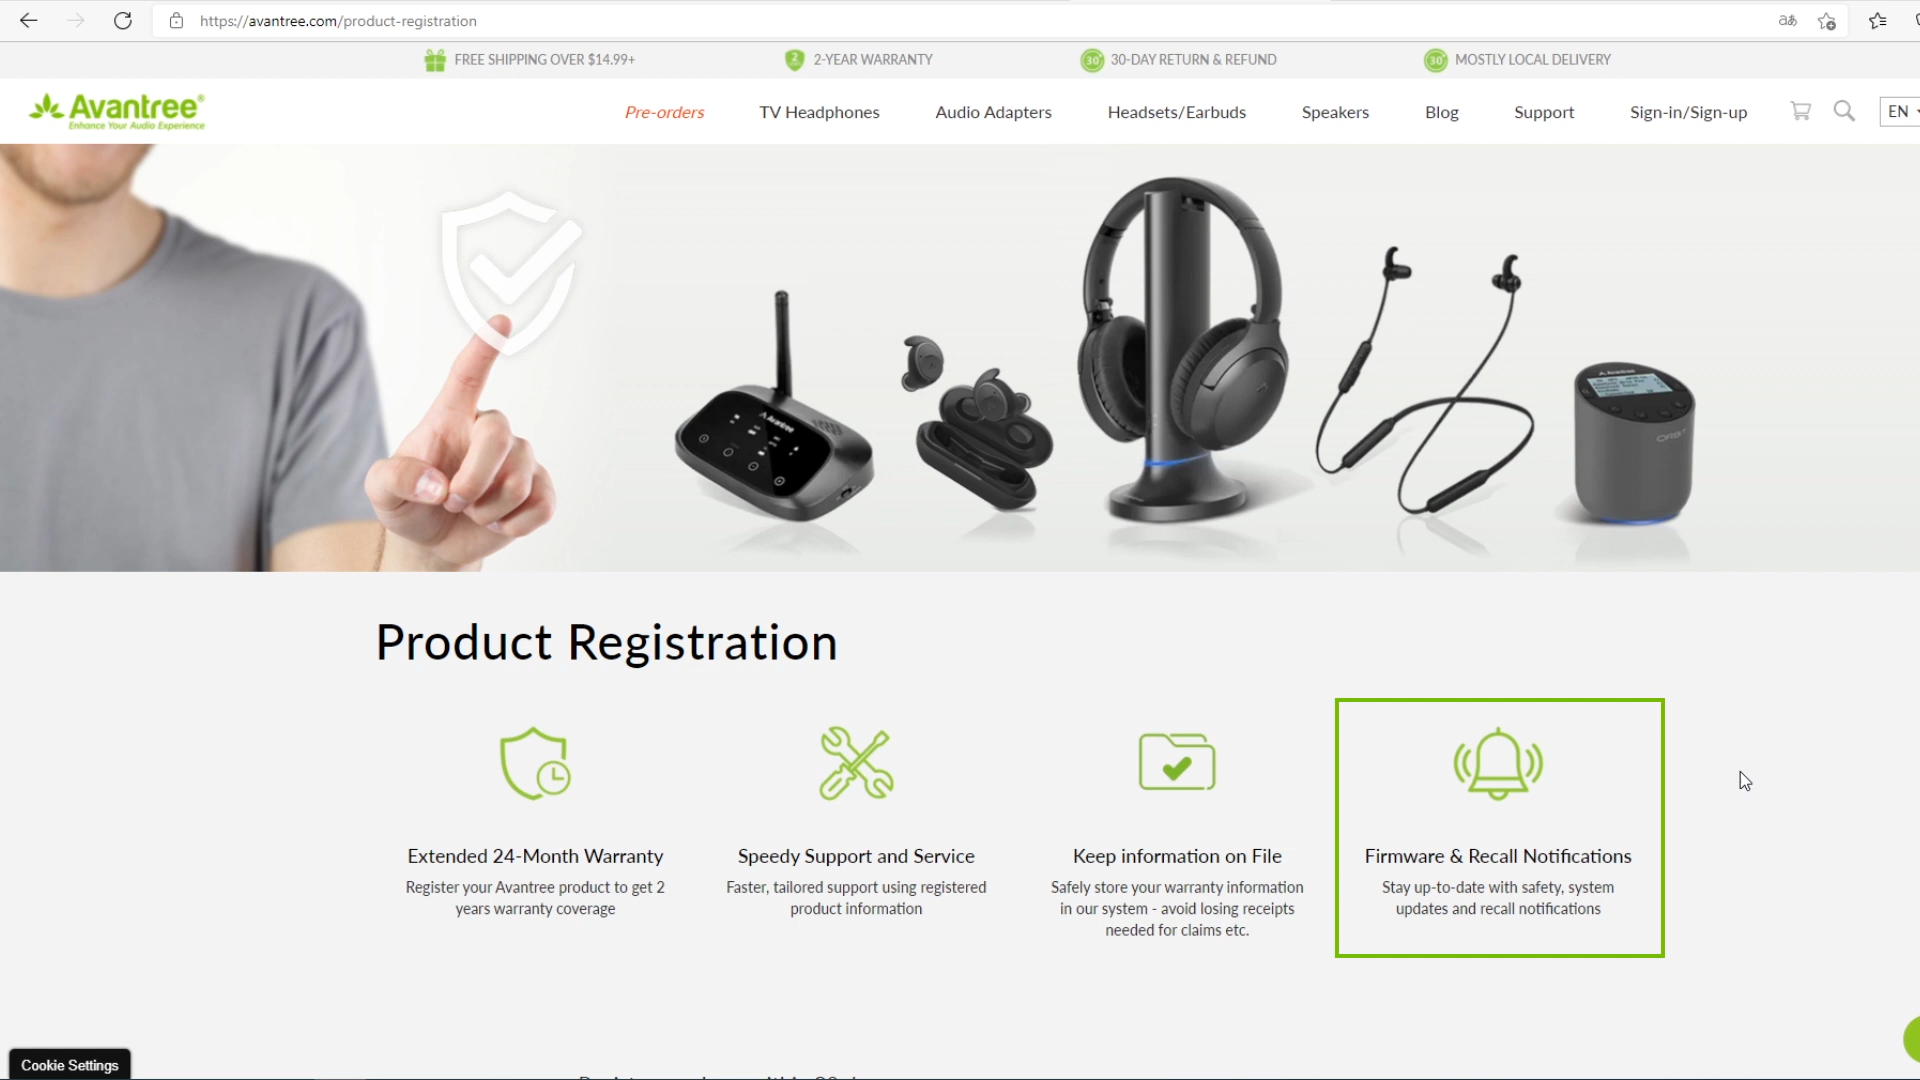 https://avantree.com/product-registration
FREE SHIPPING OVER $14.99+
2-YEAR WARRANTY
30-DAY RETURN & REFUND
MOSTLY LOCAL DELIVERY
Avantree®
Enhance Your Audio Experience
Pre-orders
TV Headphones
Audio Adapters
Headsets/Earbuds
Speakers
Blog
Support
Sign-in/Sign-up
EN
Avantree
Avantree
Product Registration
Extended 24-Month Warranty
Register your Avantree product to get 2
years warranty coverage
Speedy Support and Service
Faster, tailored support using registered
product information
Keep information on File
Safely store your warranty information
in our system - avoid losing receipts
needed for claims etc.
Firmware & Recall Notifications
Stay up-to-date with safety, system
updates and recall notifications
Cookie Settings